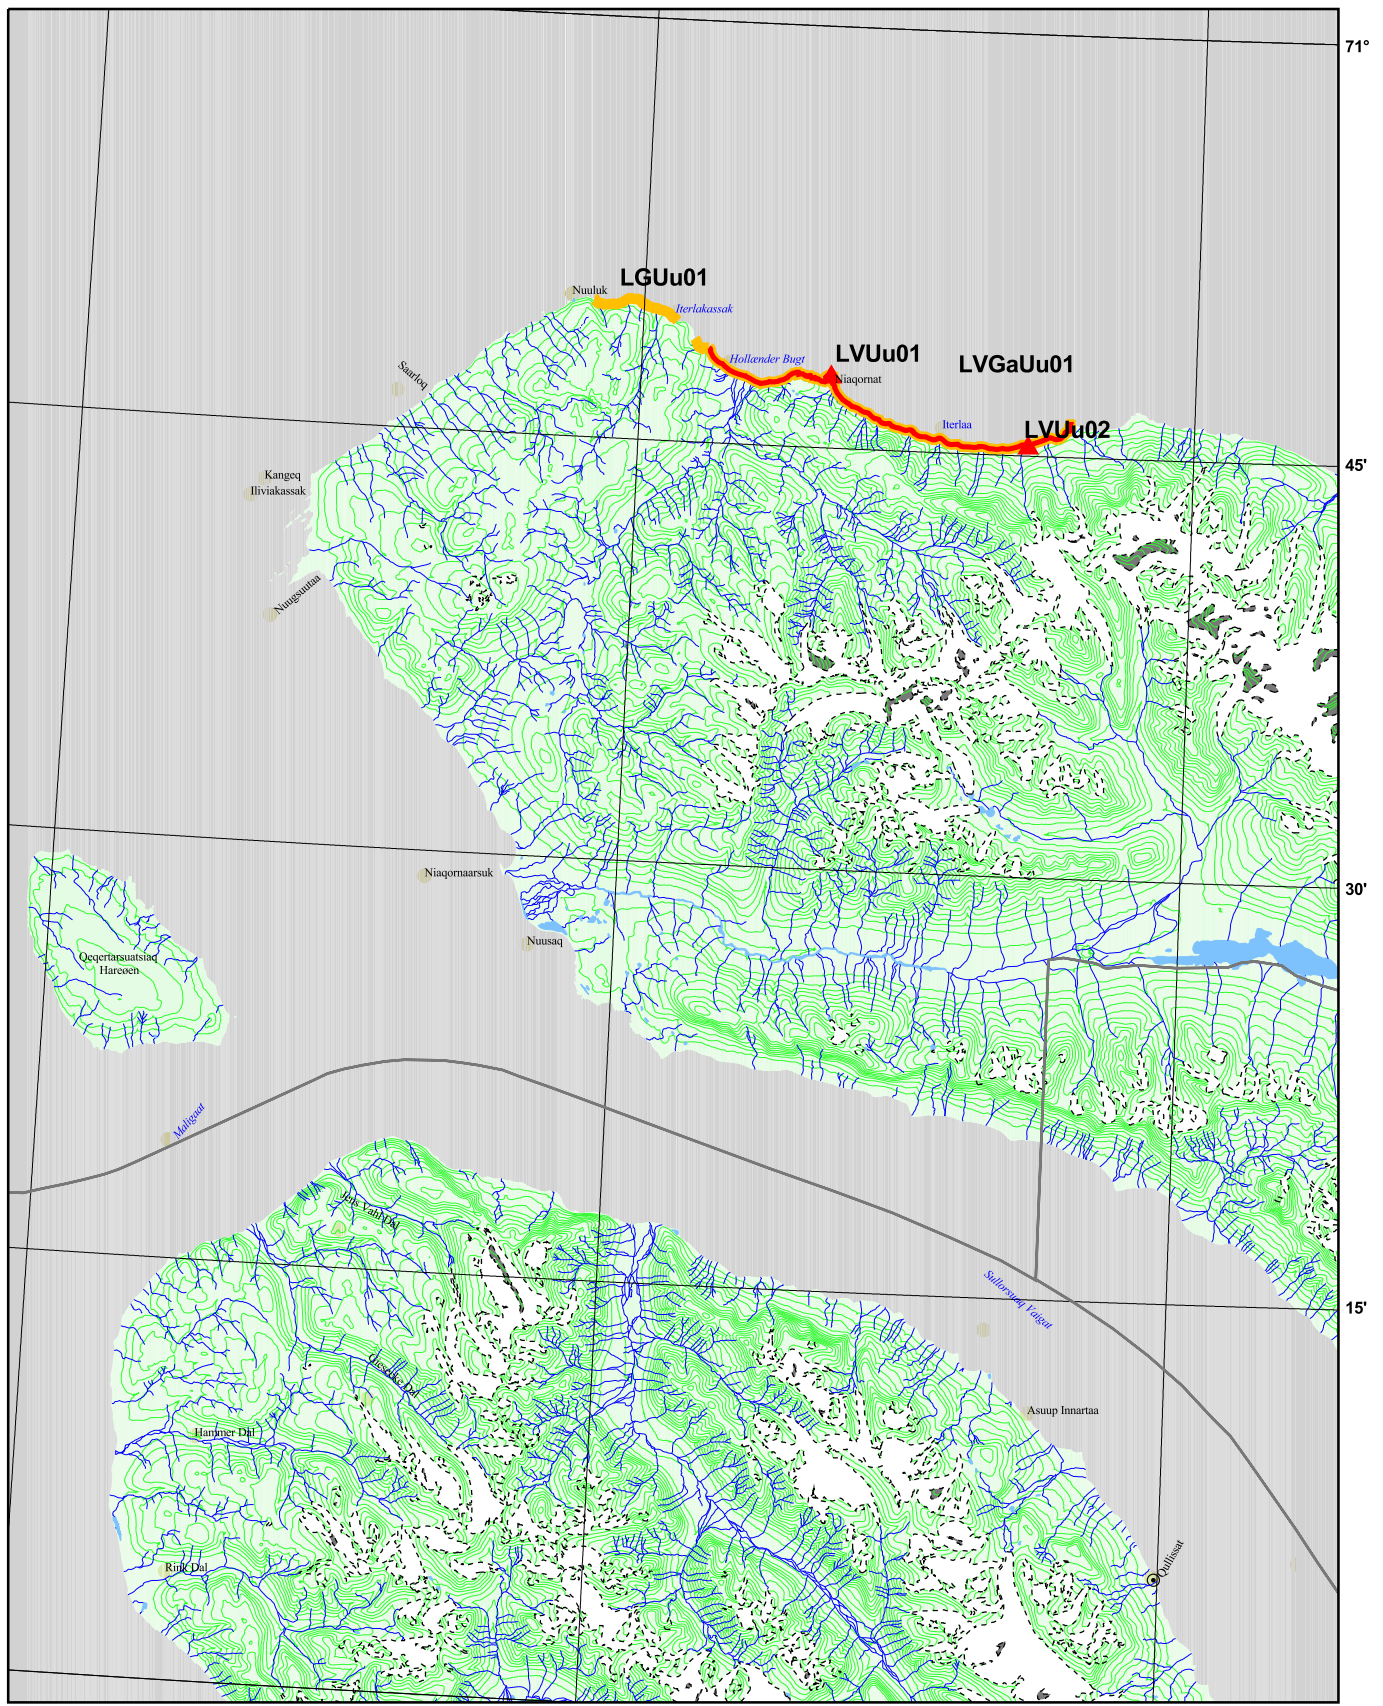 71°
LGUu01
Nuuluk
Iterlakassak
LVUu01
Hollænder Bugt
LVGaUu01
Niaqornat
Saarloq
Iterlaa
LVUu02
45'
Kangeq
Iliviakassak
Nuugsuutaa
Niaqornaarsuk
30'
Nuusaq
Qeqertarsuatsiaq
Hareøen
Maligaat
Jens Vahl Dal
Sullorsuaq Vaigat
15'
Giesecke Dal
Asuup Innartaa
Hammer Dal
Rink Dal
Qullissat